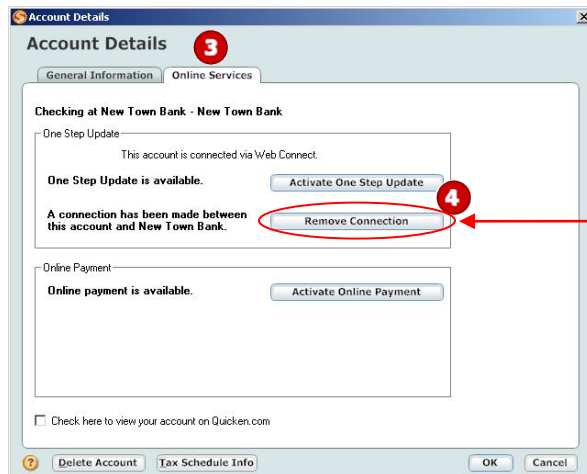 Account Details
Account Details
3
General Information
Online Services
Checking at New Town Bank - New Town Bank
One Step Update
This account is connected via Web Connect.
One Step Update is available.
Activate One Step Update
4
A connection has been made between
this account and New Town Bank.
Remove Connection
Online Payment
Online payment is available.
Activate Online Payment
Check here to view your account on Quicken.com
?
Delete Account
Tax Schedule Info
OK
Cancel